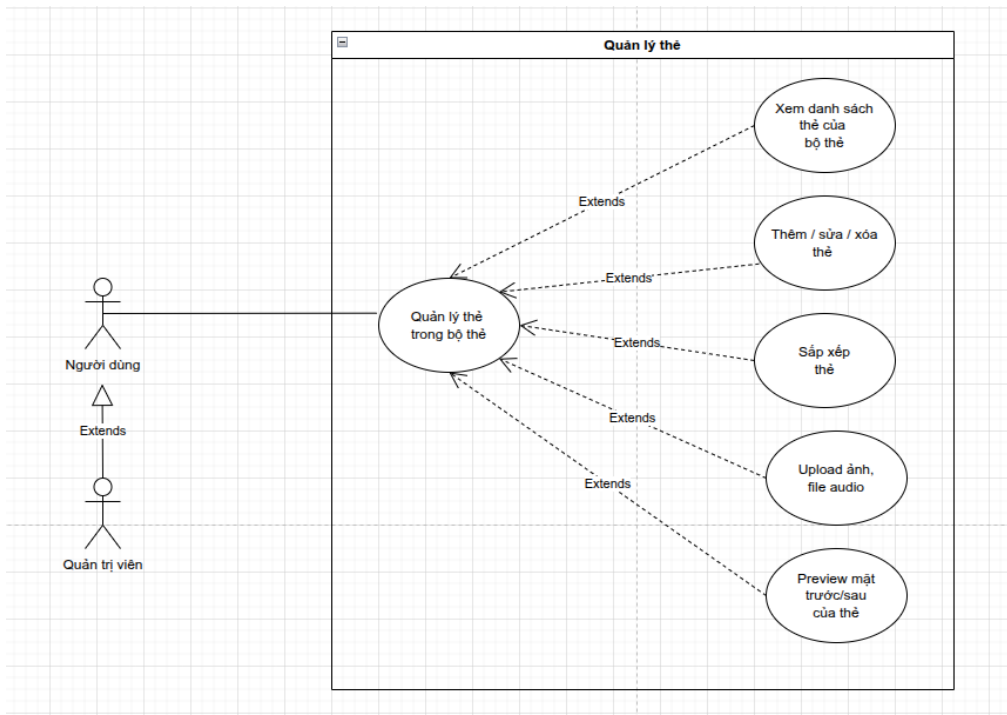 Quản lý thẻ
Xem danh sách
thẻ của
bộ thẻ
Extends
Thêm / sửa / xóa
thẻ
Extends
Quản lý thẻ
trong bộ thẻ
Sắp xếp
thẻ
Extends
Người dùng
Extends
Extends
Upload ảnh,
file audio
Extends
Quản trị viên
Preview mặt
trước/sau
của thẻ